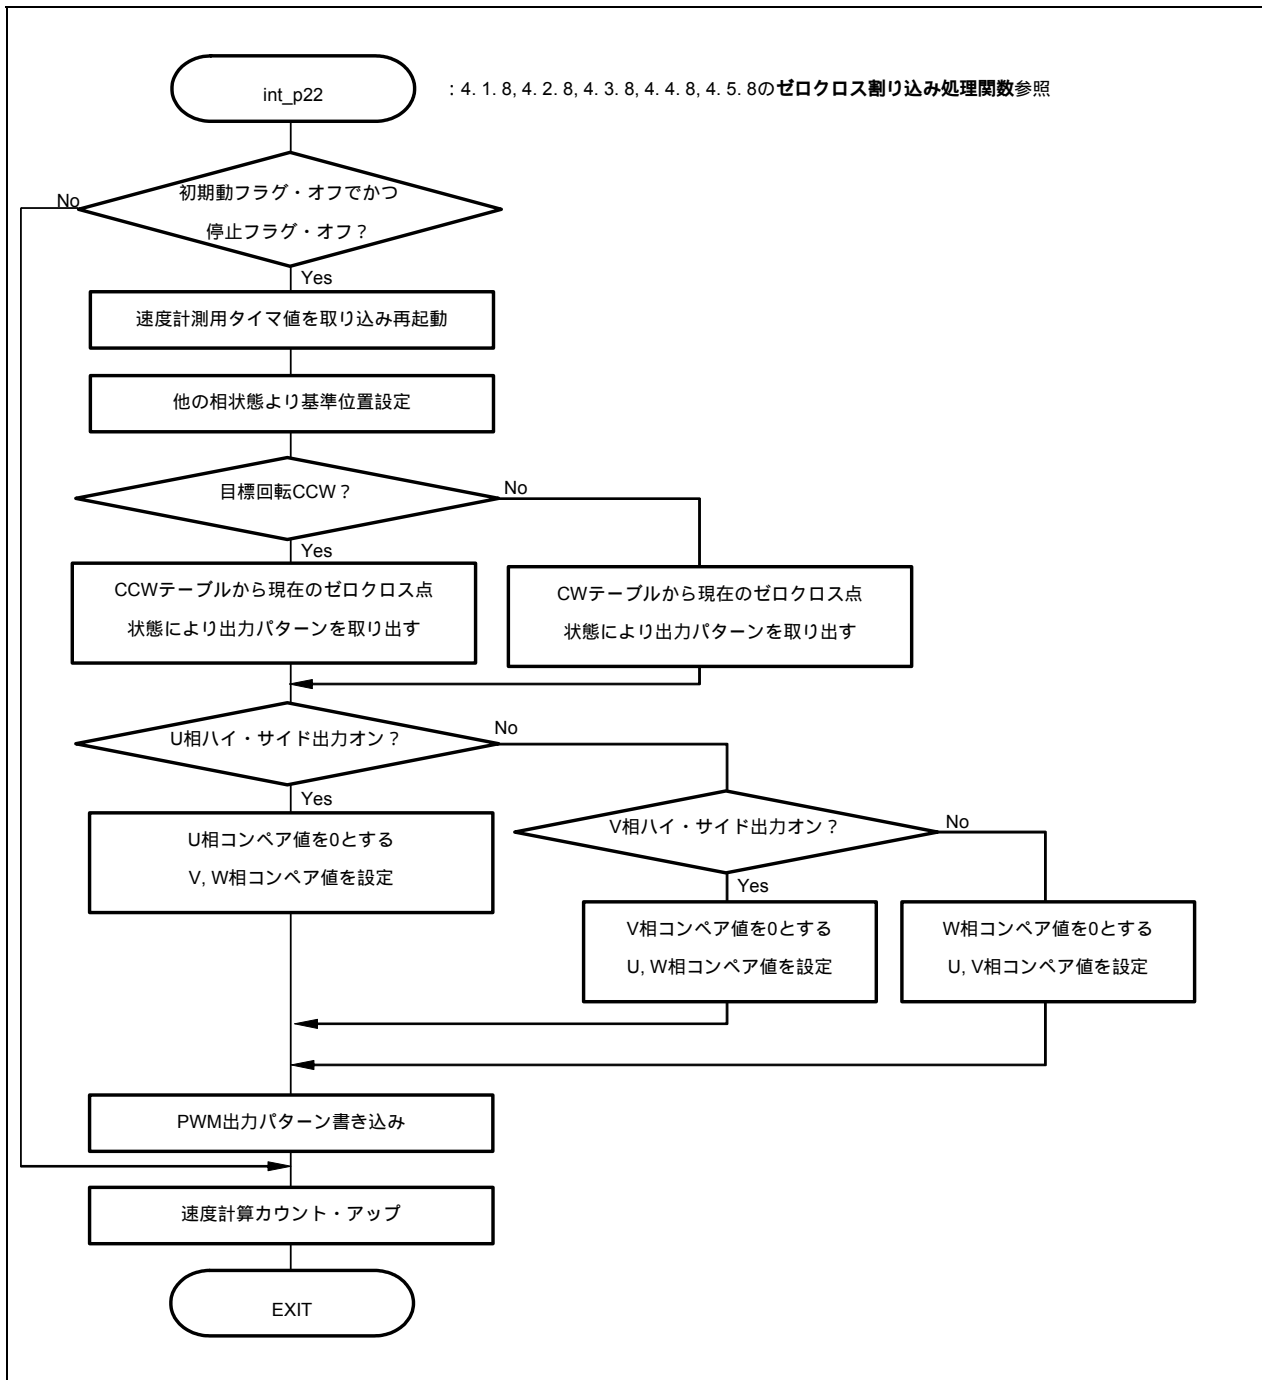 int_p22
: 4. 1. 8, 4. 2. 8, 4. 3. 8, 4. 4. 8, 4. 5. 8のゼロクロス割り込み処理関数参照
初期動フラグ・オフでかつ
停止フラグ・オフ？
No
Yes
速度計測用タイマ値を取り込み再起動
他の相状態より基準位置設定
目標回転CCW？
No
Yes
CCWテーブルから現在のゼロクロス点
状態により出力パターンを取り出す
CWテーブルから現在のゼロクロス点
状態により出力パターンを取り出す
U相ハイ・サイド出力オン？
No
Yes
U相コンペア値を0とする
V, W相コンペア値を設定
V相ハイ・サイド出力オン？
No
Yes
V相コンペア値を0とする
U, W相コンペア値を設定
W相コンペア値を0とする
U, V相コンペア値を設定
PWM出力パターン書き込み
速度計算カウント・アップ
EXIT